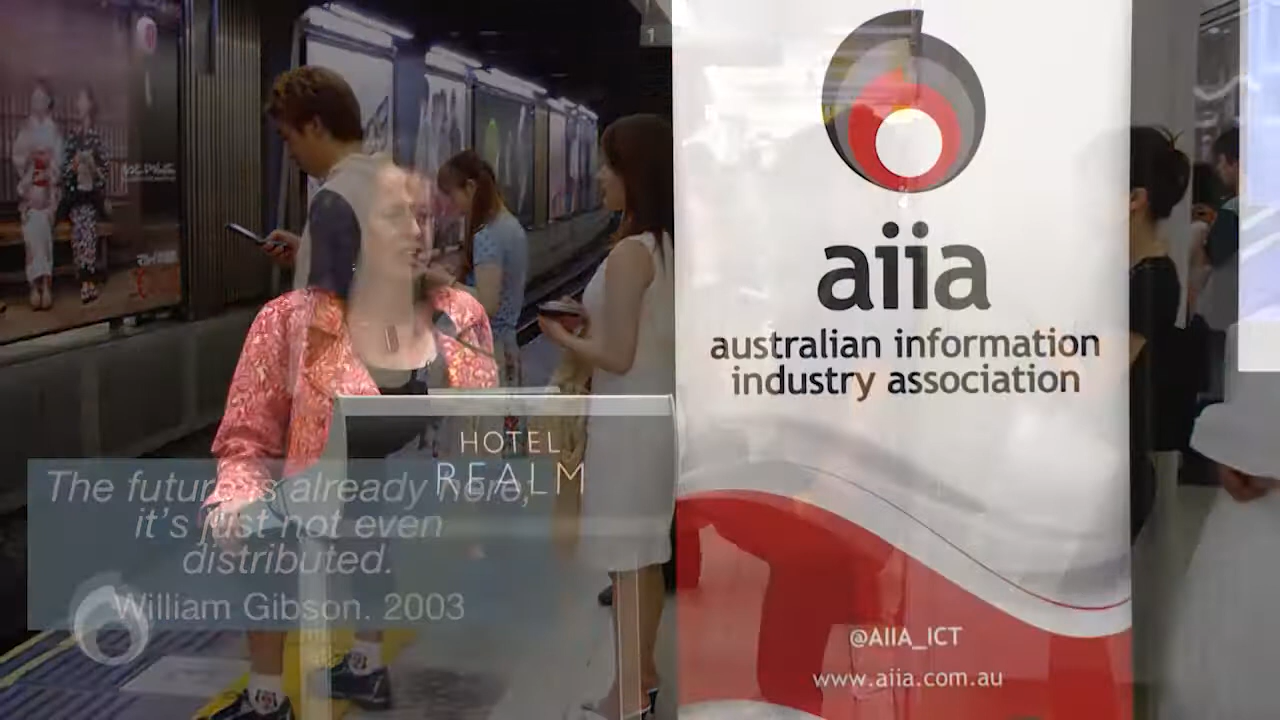 1
aiia
australian information
industry association
HOTEL
REALM
The future is already here,
it's just not even
distributed.
William Gibson. 2003
@AIIA_ICT
www.aiia.com.au